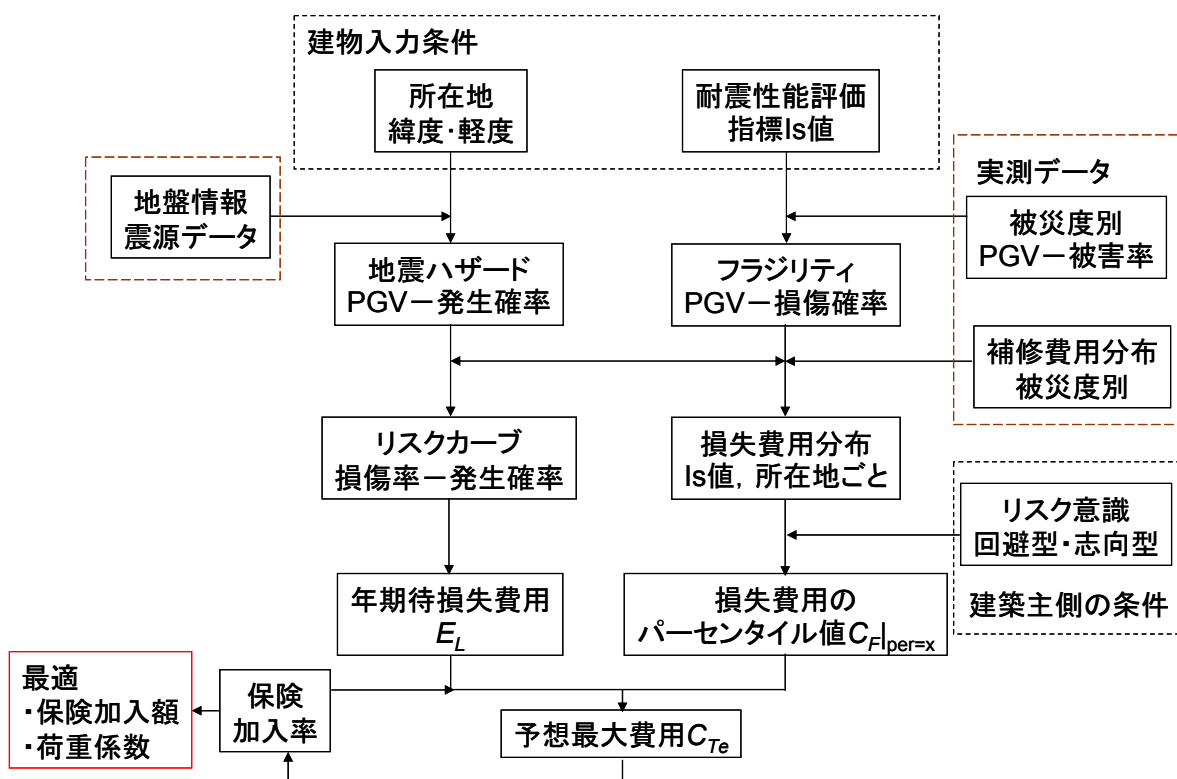 建物入力条件
所在地
緯度・軽度
耐震性能評価
指標Is値
地盤情報
震源データ
実測データ
被災度別
PGV－被害率
地震ハザード
PGV－発生確率
フラジリティ
PGV－損傷確率
補修費用分布
被災度別
リスクカーブ
損傷率－発生確率
損失費用分布
Is値，所在地ごと
リスク意識
回避型・志向型
建築主側の条件
年期待損失費用
E_L
損失費用の
パーセンタイル値C_F|per=x
最適
・保険加入額
・荷重係数
保険
加入率
予想最大費用C_Te